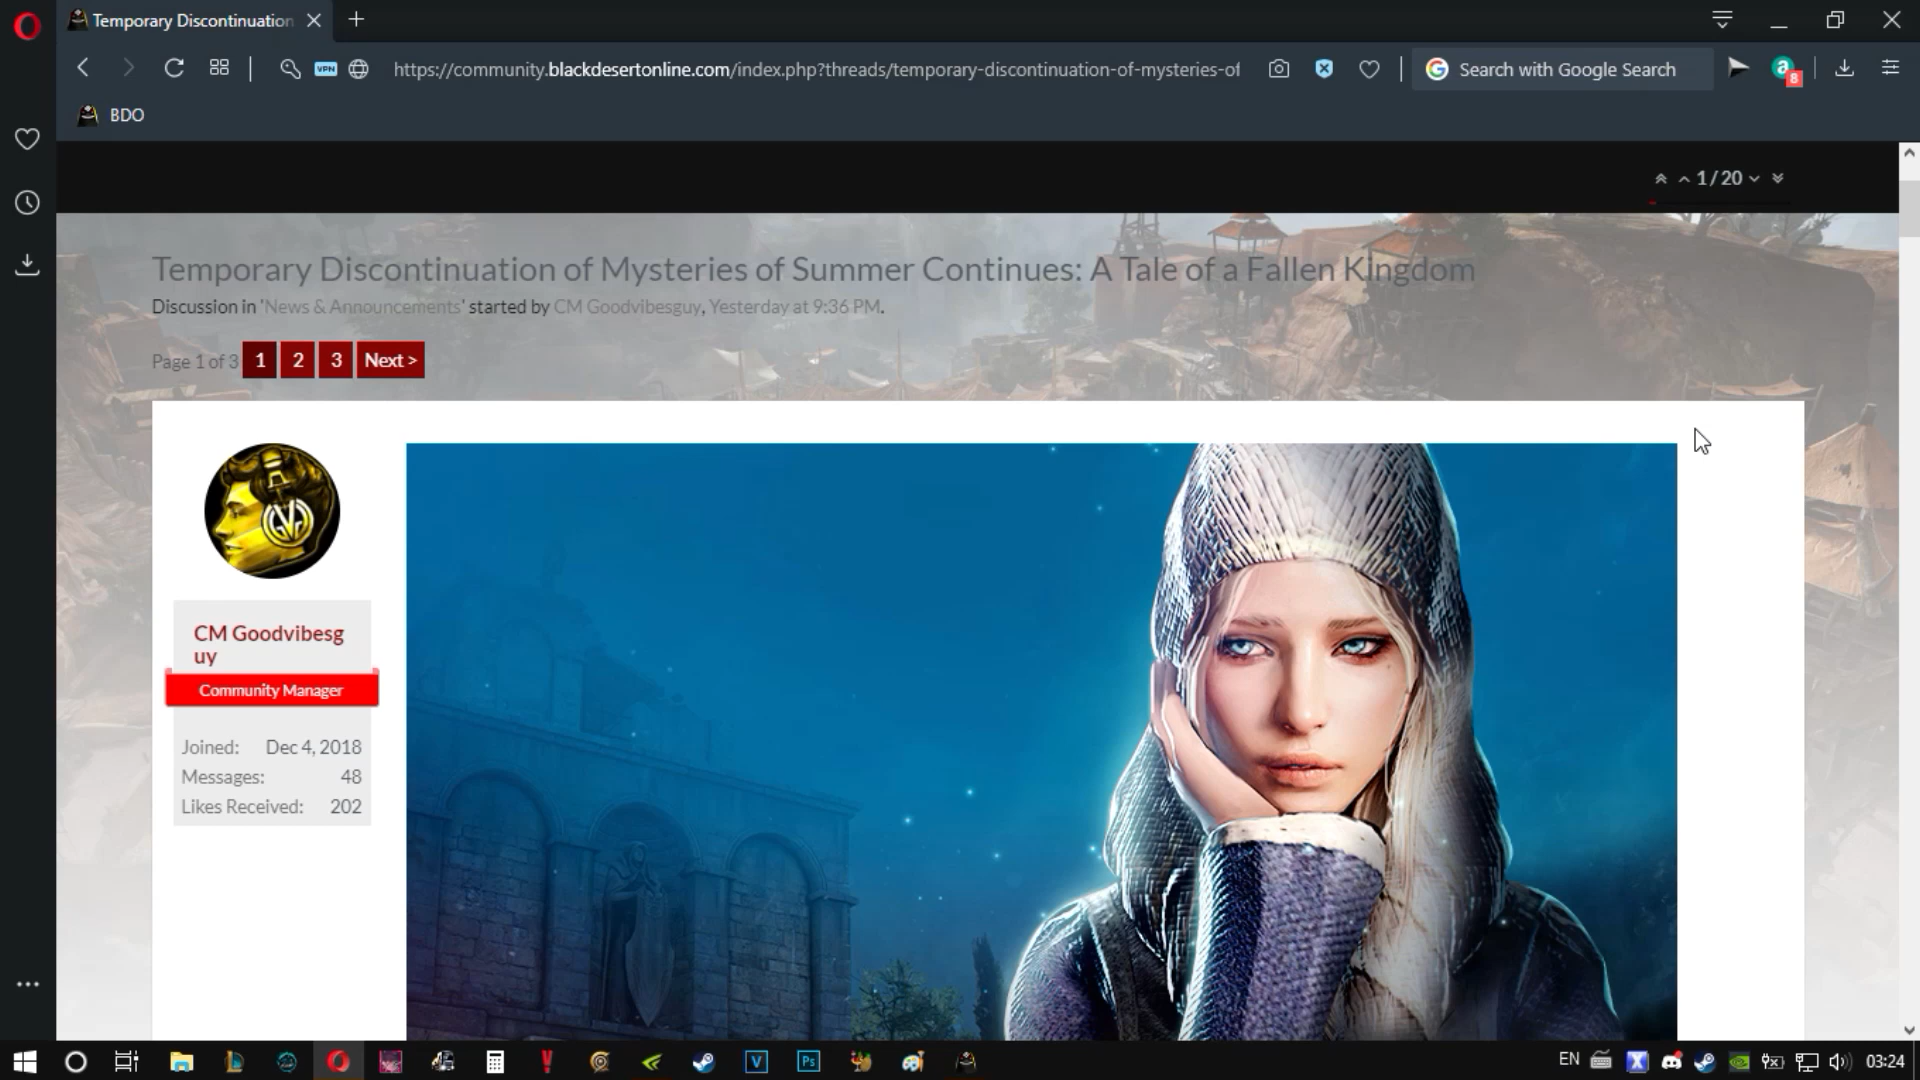 Temporary Discontinuation
VPN
https://community.blackdesertonline.com/index.php?threads/temporary-discontinuation-of-mysteries-of
Search with Google Search
a
8
BDO
1/20
Temporary Discontinuation of Mysteries of Summer Continues: A Tale of a Fallen Kingdom
Discussion in 'News & Announcements' started by CM Goodvibesguy, Yesterday at 9:36 PM.
Page 1 of 3 1 2 3 Next >
CM Goodvibesg
uy
Community Manager
Joined: Dec 4, 2018
Messages: 48
Likes Received: 202
V
Ps
EN
03:24